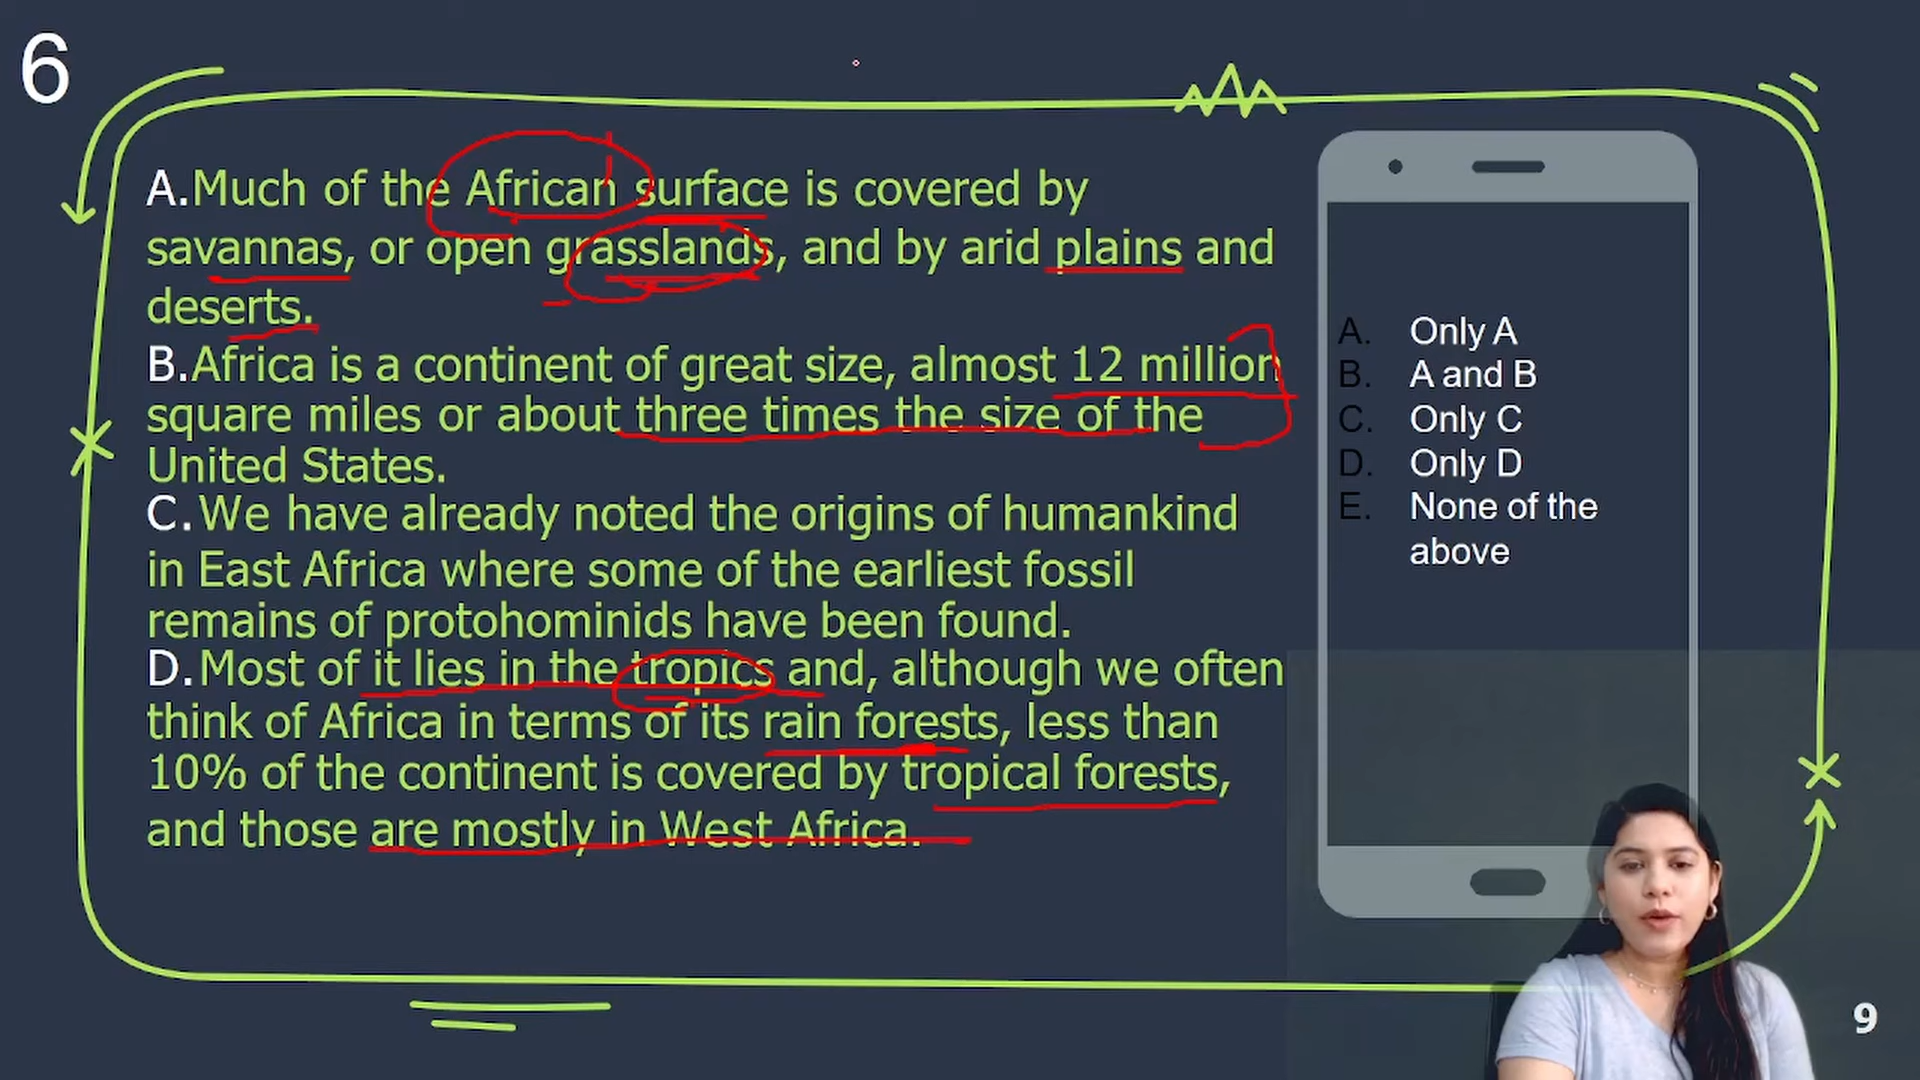 6
A.Much of the African surface is covered by
savannas, or open grasslands, and by arid plains and
deserts.
B.Africa is a continent of great size, almost 12 million
square miles or about three times the size of the
United States.
C.We have already noted the origins of humankind
in East Africa where some of the earliest fossil
remains of protohominids have been found.
D.Most of it lies in the tropics and, although we often
think of Africa in terms of its rain forests, less than
10% of the continent is covered by tropical forests,
and those are mostly in West Africa.
A. Only A
B. A and B
C. Only C
D. Only D
E. None of the
above
9